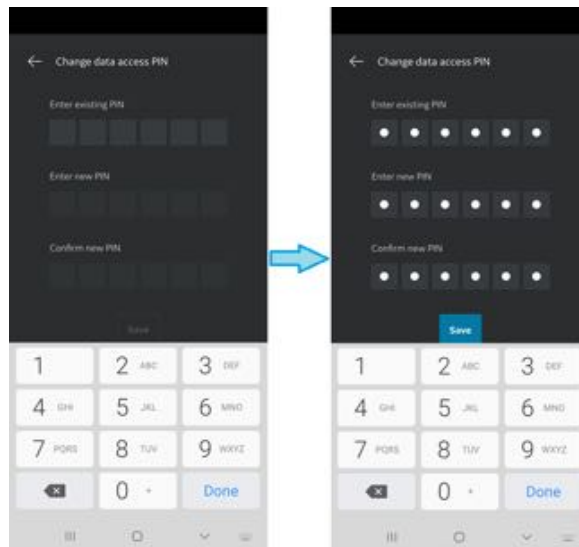 Change data access PIN
Enter existing PIN
Enter new PIN
Confirm new PIN
Save
1
2 ABC
3 DEF
4 GHI
5 JKL
6 MNO
7 PQRS
8 TUV
9 WXYZ
0 +
Done
Change data access PIN
Enter existing PIN
Enter new PIN
Confirm new PIN
Save
1
2 ABC
3 DEF
4 GHI
5 JKL
6 MNO
7 PQRS
8 TUV
9 WXYZ
0 +
Done